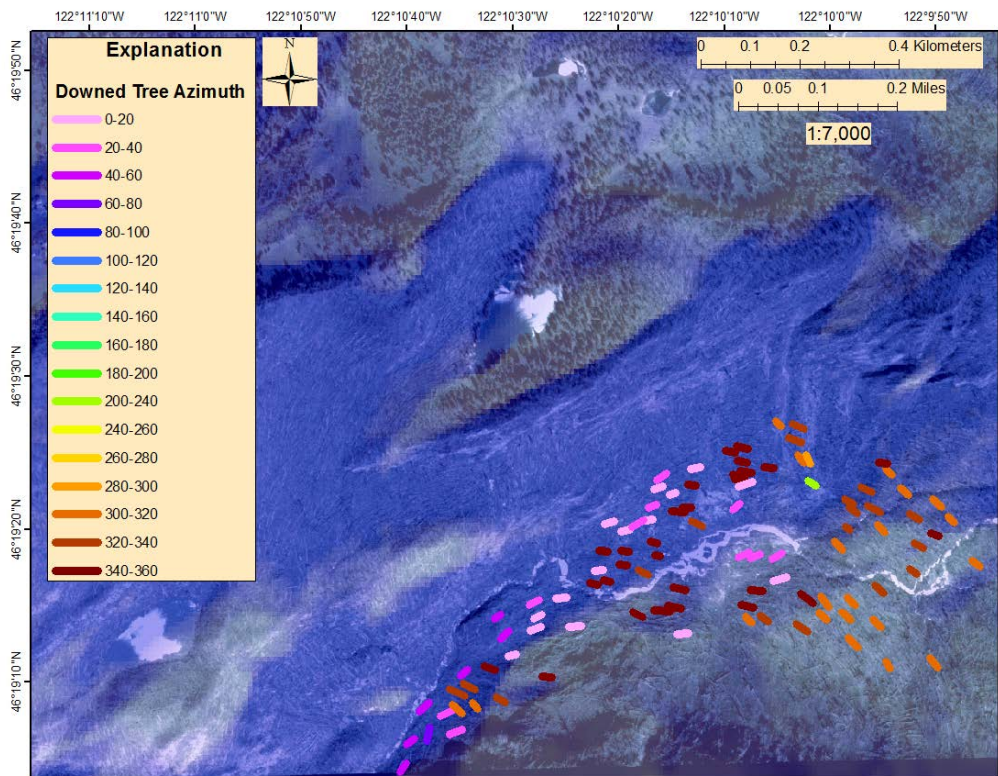 122°11'10"W 122°11'0"W 122°10'50"W 122°10'40"W 122°10'30"W 122°10'20"W 122°10'10"W 122°10'0"W 122°9'50"W
Explanation
Downed Tree Azimuth
0-20
20-40
40-60
60-80
80-100
100-120
120-140
140-160
160-180
180-200
200-240
240-260
260-280
280-300
300-320
320-340
340-360
N
0 0.1 0.2 0.4 Kilometers
0 0.05 0.1 0.2 Miles
1:7,000
46°19'50"N
46°19'40"N
46°19'30"N
46°19'20"N
46°19'10"N